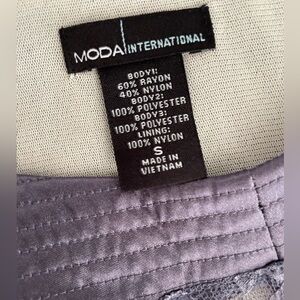 MODA INTERNATIONAL
BODY1:
60% RAYON
40% NYLON
BODY2:
100% POLYESTER
BODY3:
100% POLYESTER
LINING:
100% NYLON
S
MADE IN
VIETNAM